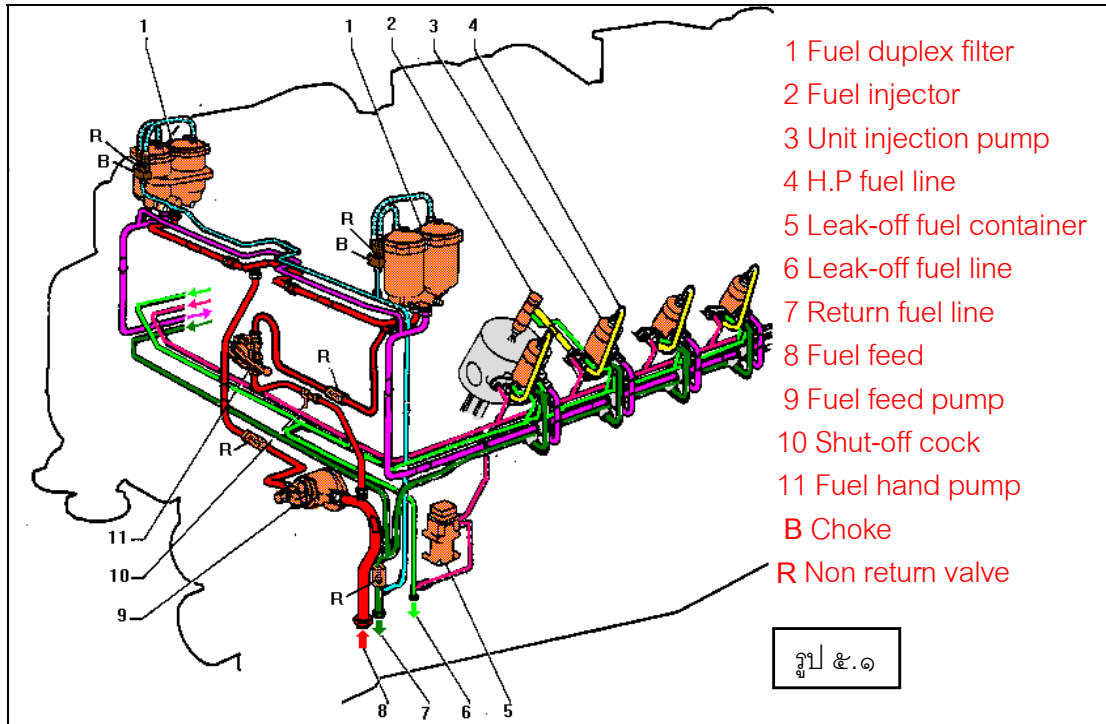 1
1
2
3
4
R
B
R
B
R
R
R
11
10
9
8
7
6
5
1 Fuel duplex filter
2 Fuel injector
3 Unit injection pump
4 H.P fuel line
5 Leak-off fuel container
6 Leak-off fuel line
7 Return fuel line
8 Fuel feed
9 Fuel feed pump
10 Shut-off cock
11 Fuel hand pump
B Choke
R Non return valve
รูป ๕.๑